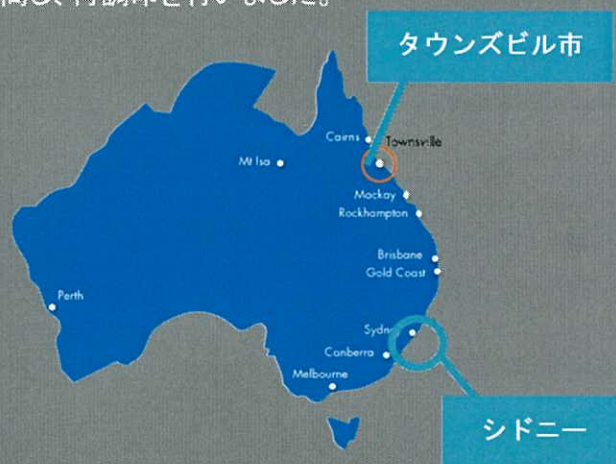 タウンズビル市
Cairns
Townsville
Mt Isa
Mackay
Rockhampton
Brisbane
Gold Coast
Perth
Sydney
Canberra
Melbourne
シドニー